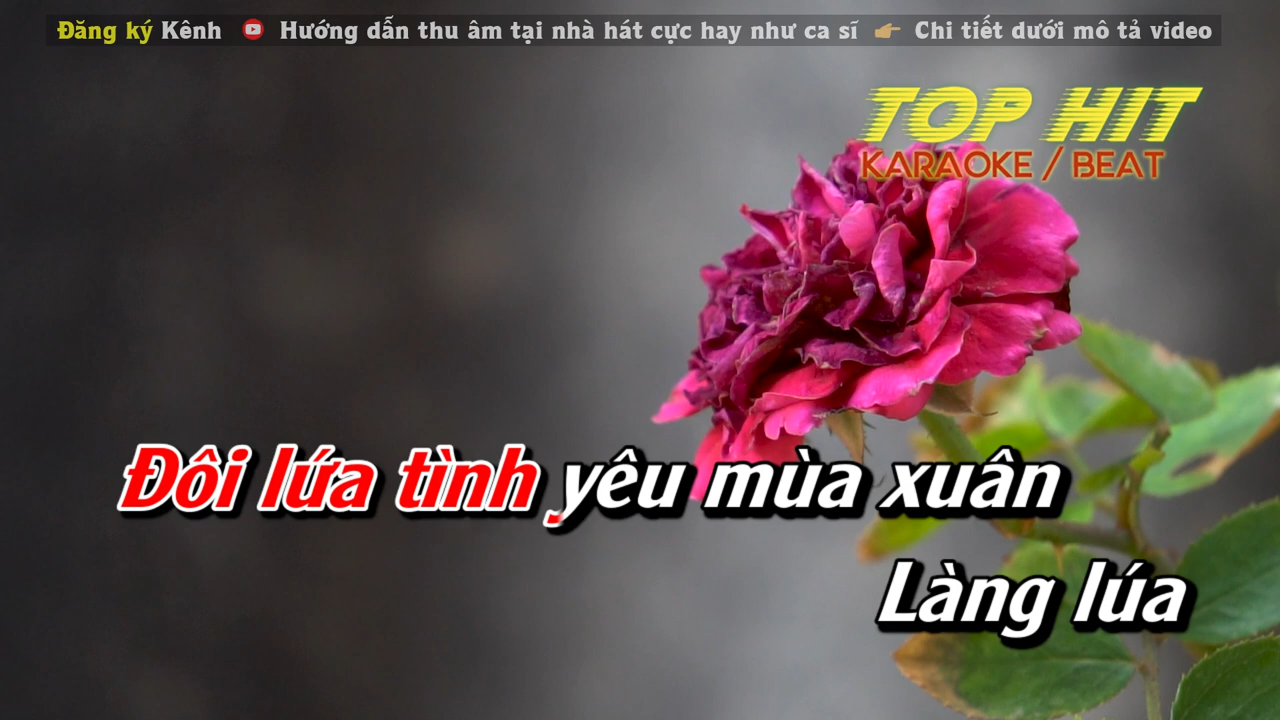 Đăng ký Kênh Hướng dẫn thu âm tại nhà hát cực hay như ca sí Chi tiết dưới mô tả video
TOP HIT
KARAOKE / BEAT
Đôi lứa tình yêu mùa xuân
Làng lúa